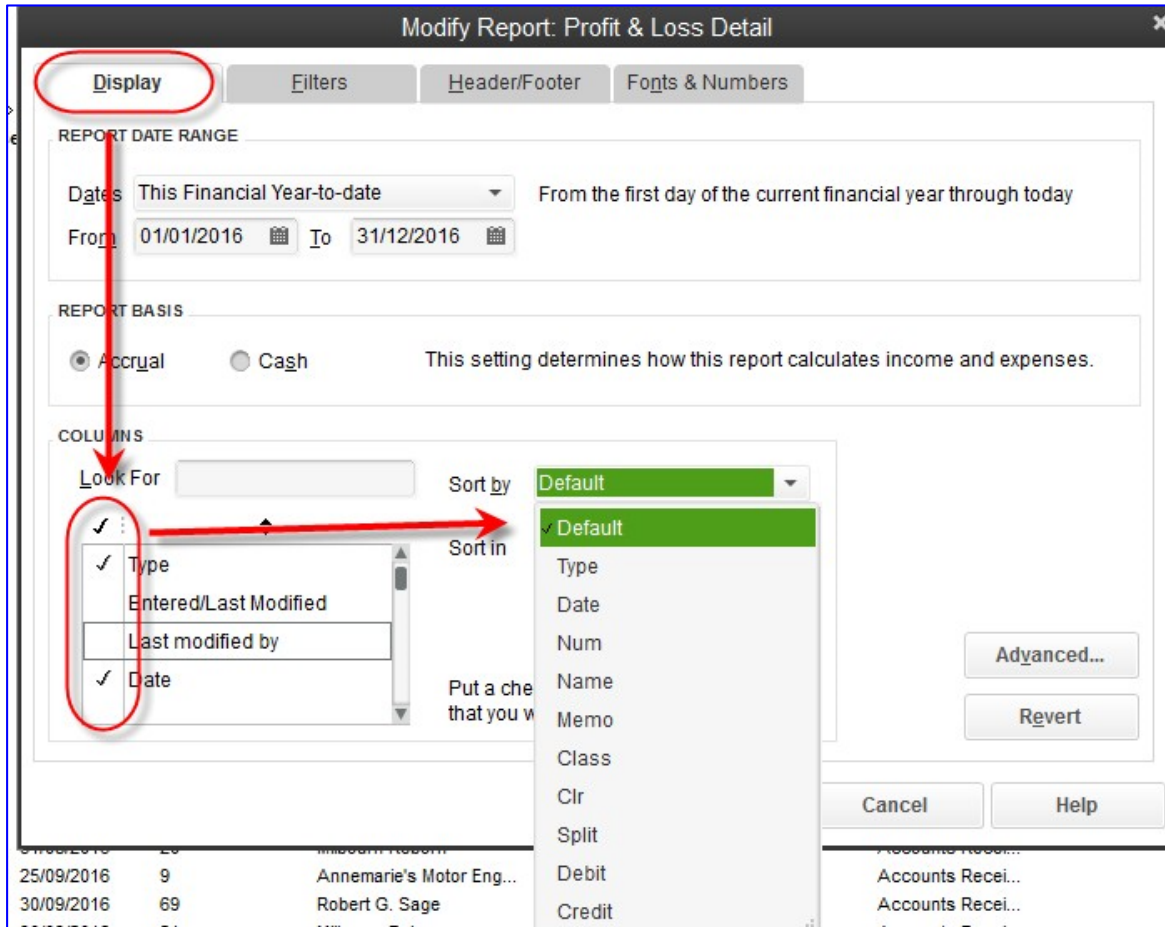 Modify Report: Profit & Loss Detail
Display Filters Header/Footer Fonts & Numbers
REPORT DATE RANGE
Dates This Financial Year-to-date From the first day of the current financial year through today
From 01/01/2016 To 31/12/2016
REPORT BASIS
Accrual Cash This setting determines how this report calculates income and expenses.
COLUMNS
Look For Sort by Default
Default
Sort in
Type
Type
Entered/Last Modified
Date
Last modified by
Num
Advanced...
Date
Name
Put a che
that you w
Memo
Revert
Class
Clr
Cancel Help
Split
25/09/2016 9 Annemarie's Motor Eng... Debit Accounts Recei...
30/09/2016 69 Robert G. Sage Credit Accounts Recei...